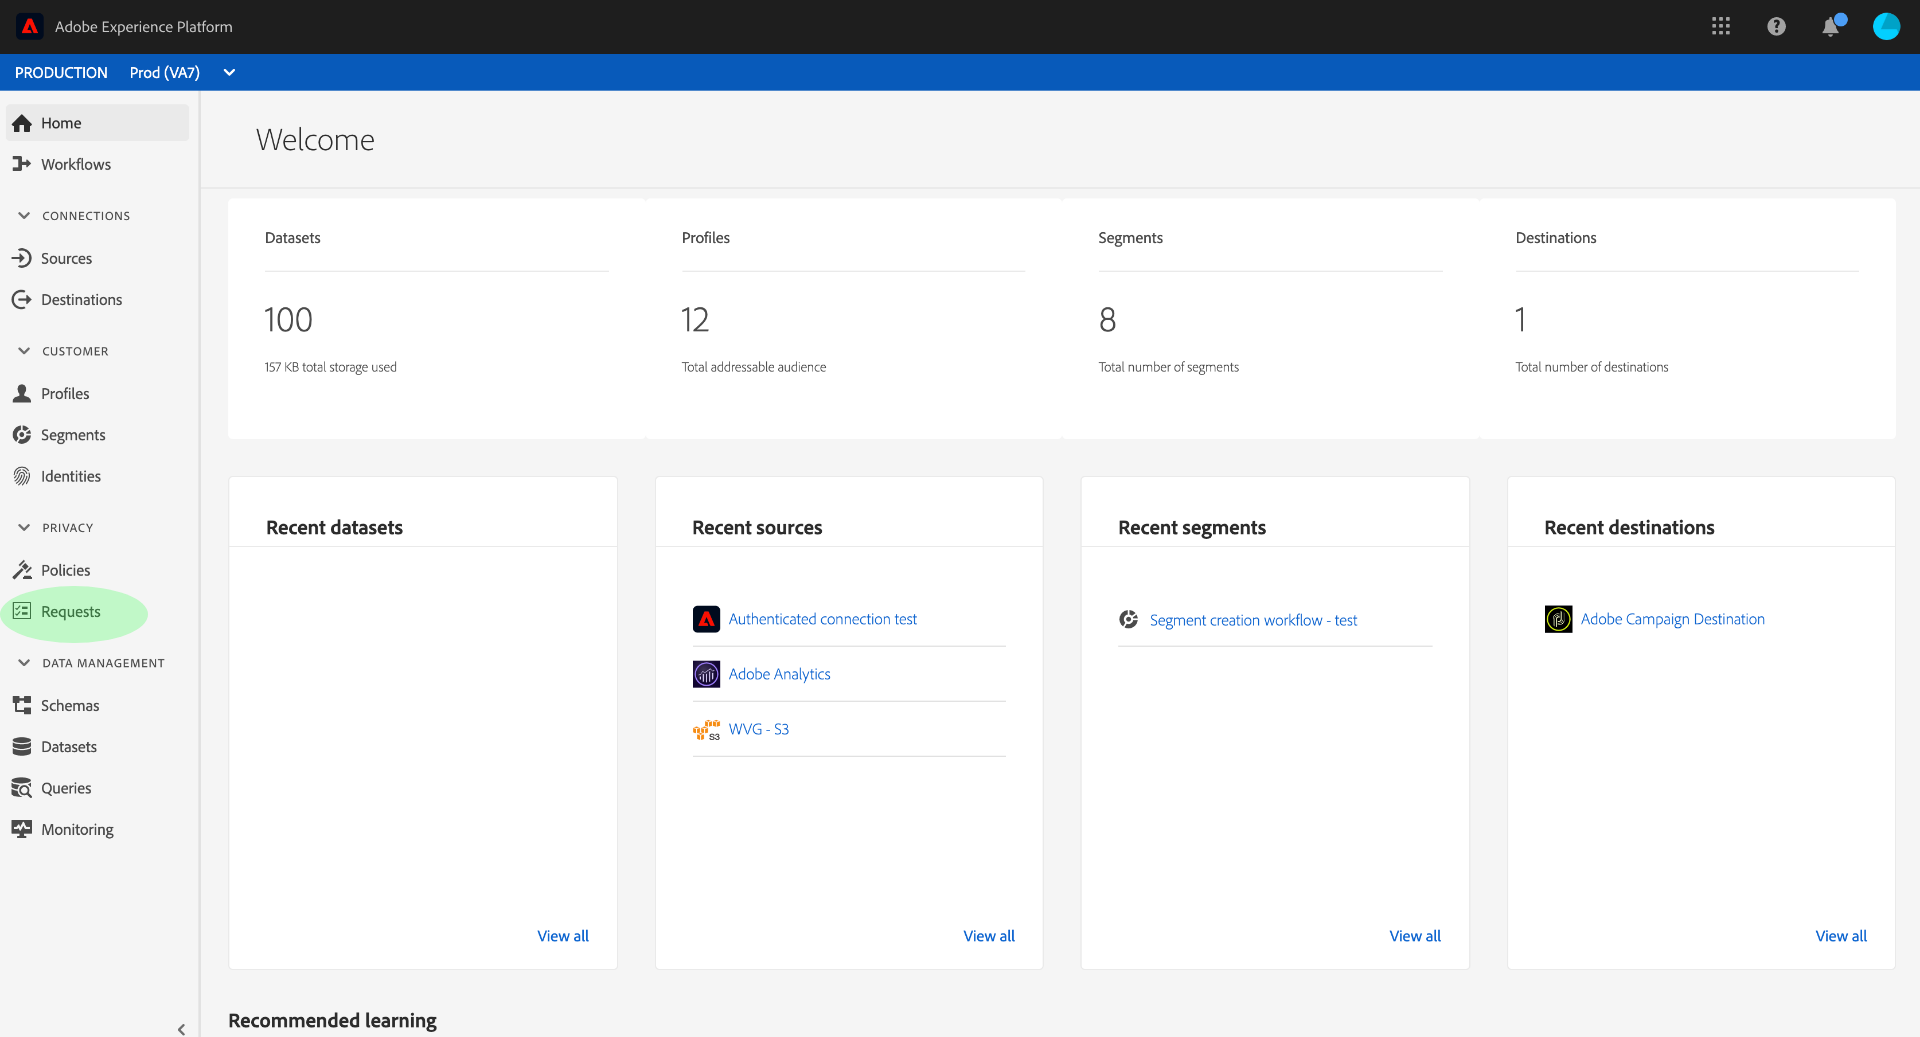 Adobe Experience Platform
PRODUCTION Prod (VA7)
Home
Workflows
CONNECTIONS
Sources
Destinations
CUSTOMER
Profiles
Segments
Identities
PRIVACY
Policies
Requests
DATA MANAGEMENT
Schemas
Datasets
Queries
Monitoring
Welcome
Datasets
100
157 KB total storage used
Profiles
12
Total addressable audience
Segments
8
Total number of segments
Destinations
1
Total number of destinations
Recent datasets
View all
Recent sources
Authenticated connection test
Adobe Analytics
S3 WVG - S3
View all
Recent segments
Segment creation workflow - test
View all
Recent destinations
Adobe Campaign Destination
View all
Recommended learning